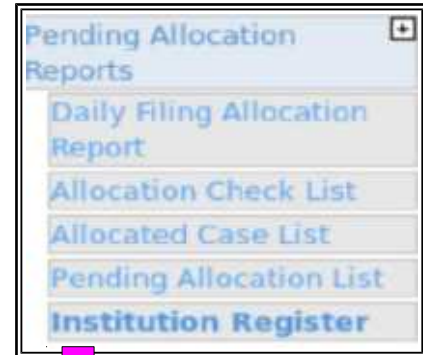 Pending Allocation
Reports
Daily Filing Allocation
Report
Allocation Check List
Allocated Case List
Pending Allocation List
Institution Register